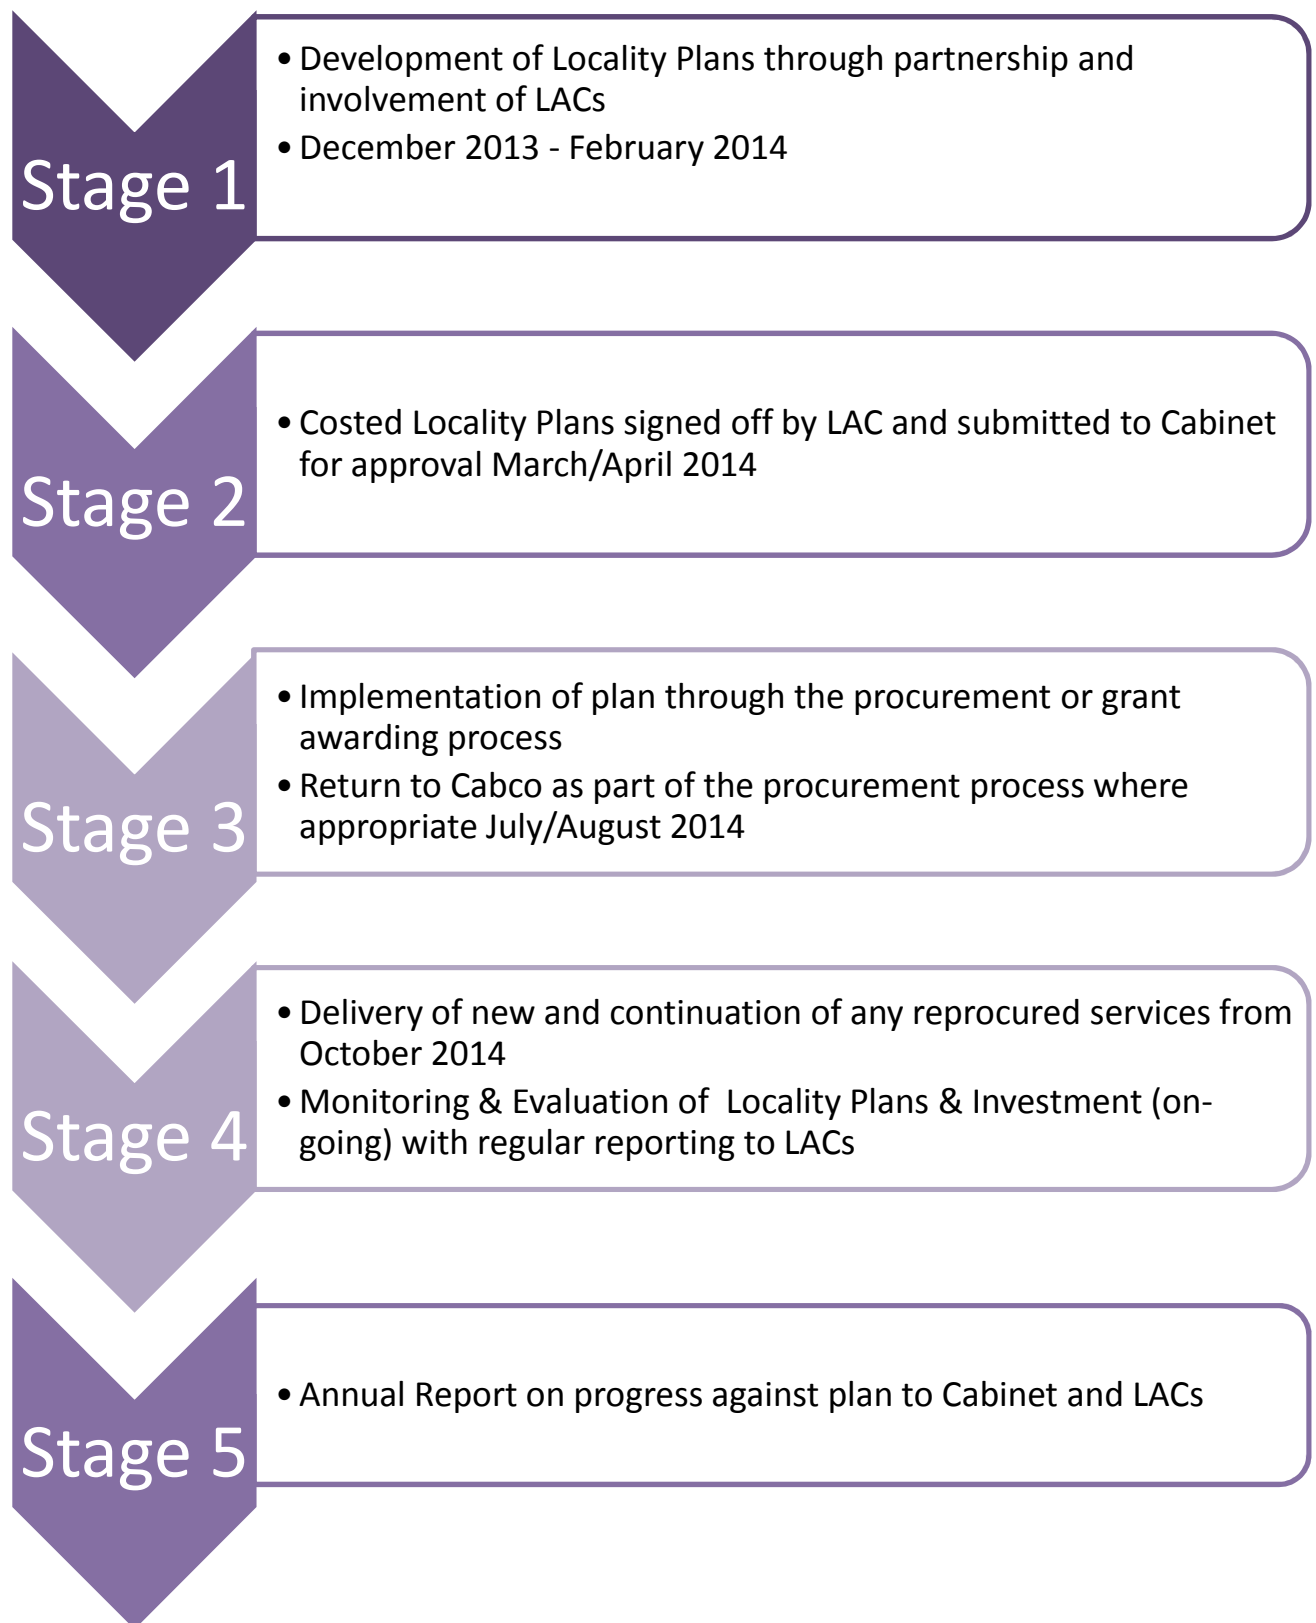 Stage 1
• Development of Locality Plans through partnership and
involvement of LACs
• December 2013 - February 2014
Stage 2
• Costed Locality Plans signed off by LAC and submitted to Cabinet
for approval March/April 2014
Stage 3
• Implementation of plan through the procurement or grant
awarding process
• Return to Cabco as part of the procurement process where
appropriate July/August 2014
Stage 4
• Delivery of new and continuation of any reprocured services from
October 2014
• Monitoring & Evaluation of  Locality Plans & Investment (on-
going) with regular reporting to LACs
Stage 5
• Annual Report on progress against plan to Cabinet and LACs